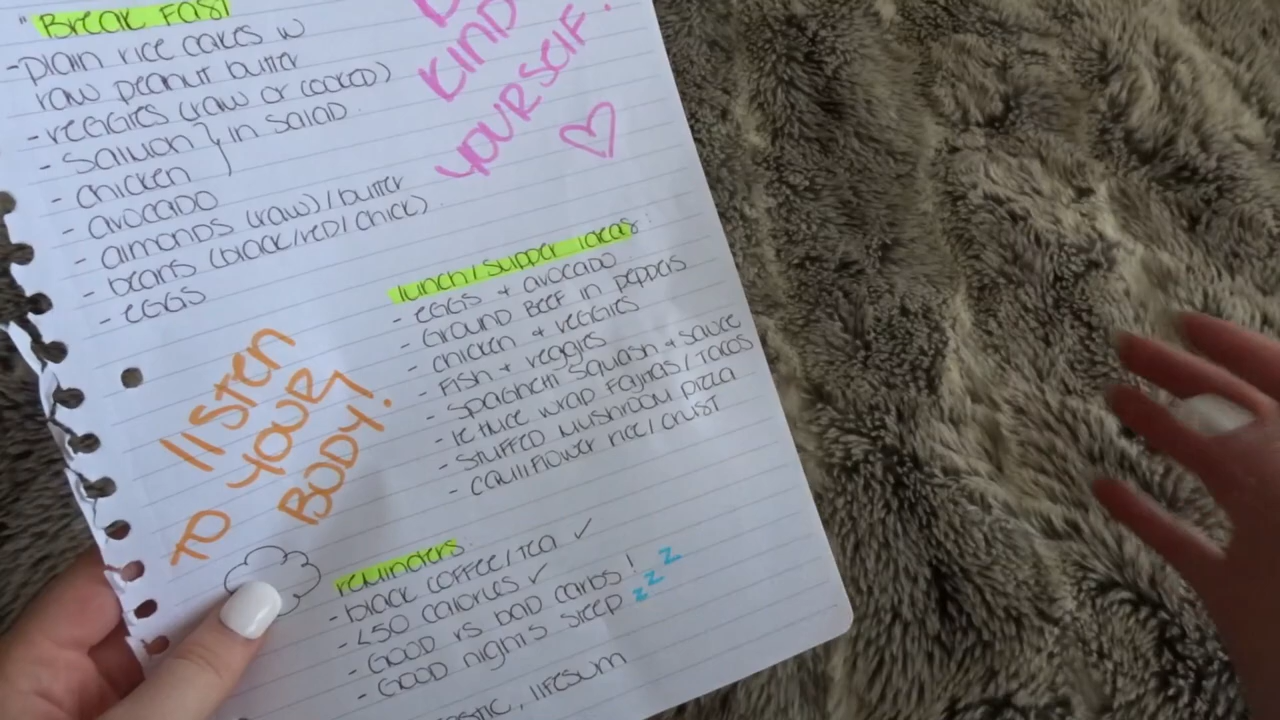 "BREAK FAST
-plain rice cakes w
raw peanut butter
- veggies (raw or cooked)
- salmon } in salad
- chicken
- avocado
- almonds (raw) / butter
- beans (black/red/chick)
- eggs
KIND
YOURSELF!
lunch/supper ideas:
- eggs + avocado
- ground beef in peppers
- chicken + veggies
- fish + veggies
- spaghetti squash + sauce
- lettuce wrap fajitas/tacos
- stuffed mushroom pizza
- cauliflower rice/crust
listen
TO YOUR
BODY!
reminders:
- black coffee/tea ✓
- <50 calories ✓
- GOOD vs bad carbs!
- GOOD night's sleep z z z
lifesum